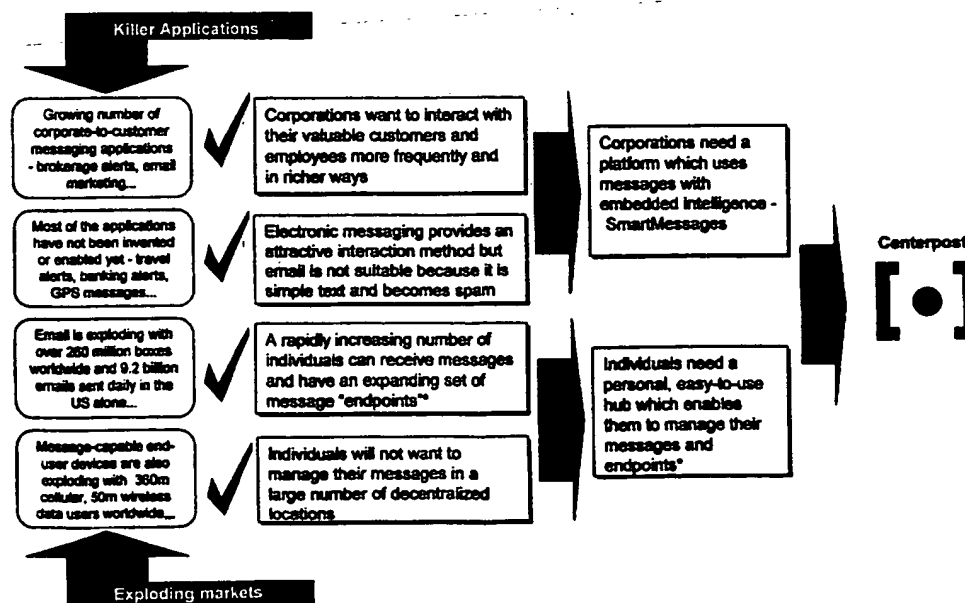 Killer Applications
Growing number of
corporate-to-customer
messaging applications
- brokerage alerts, email
marketing...
Corporations want to interact with
their valuable customers and
employees more frequently and
in richer ways
Most of the applications
have not been invented
or enabled yet - travel
alerts, banking alerts,
GPS messages...
Electronic messaging provides an
attractive interaction method but
email is not suitable because it is
simple text and becomes spam
Corporations need a
platform which uses
messages with
embedded Intelligence -
SmartMessages
Email is exploding with
over 260 million boxes
worldwide and 9.2 billion
emails sent daily in the
US alone...
A rapidly increasing number of
individuals can receive messages
and have an expanding set of
message "endpoints"*
Message-capable end-
user devices are also
exploding with 360m
cellular, 50m wireless
data users worldwide...
Individuals will not want to
manage their messages in a
large number of decentralized
locations
Individuals need a
personal, easy-to-use
hub which enables
them to manage their
messages and
endpoints*
Centerpost
Exploding markets